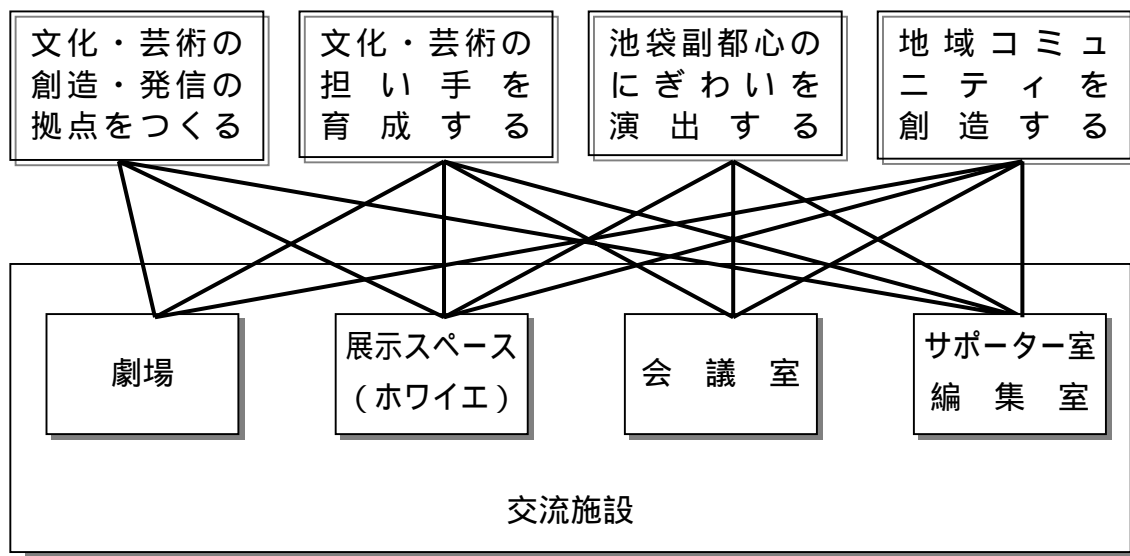 文化・芸術の
創造・発信の
拠点をつくる
文化・芸術の
担い手を
育成する
池袋副都心の
にぎわいを
演出する
地域コミュ
ニティを
創造する
劇場
展示スペース
（ホワイエ）
会議室
サポーター室
編集室
交流施設